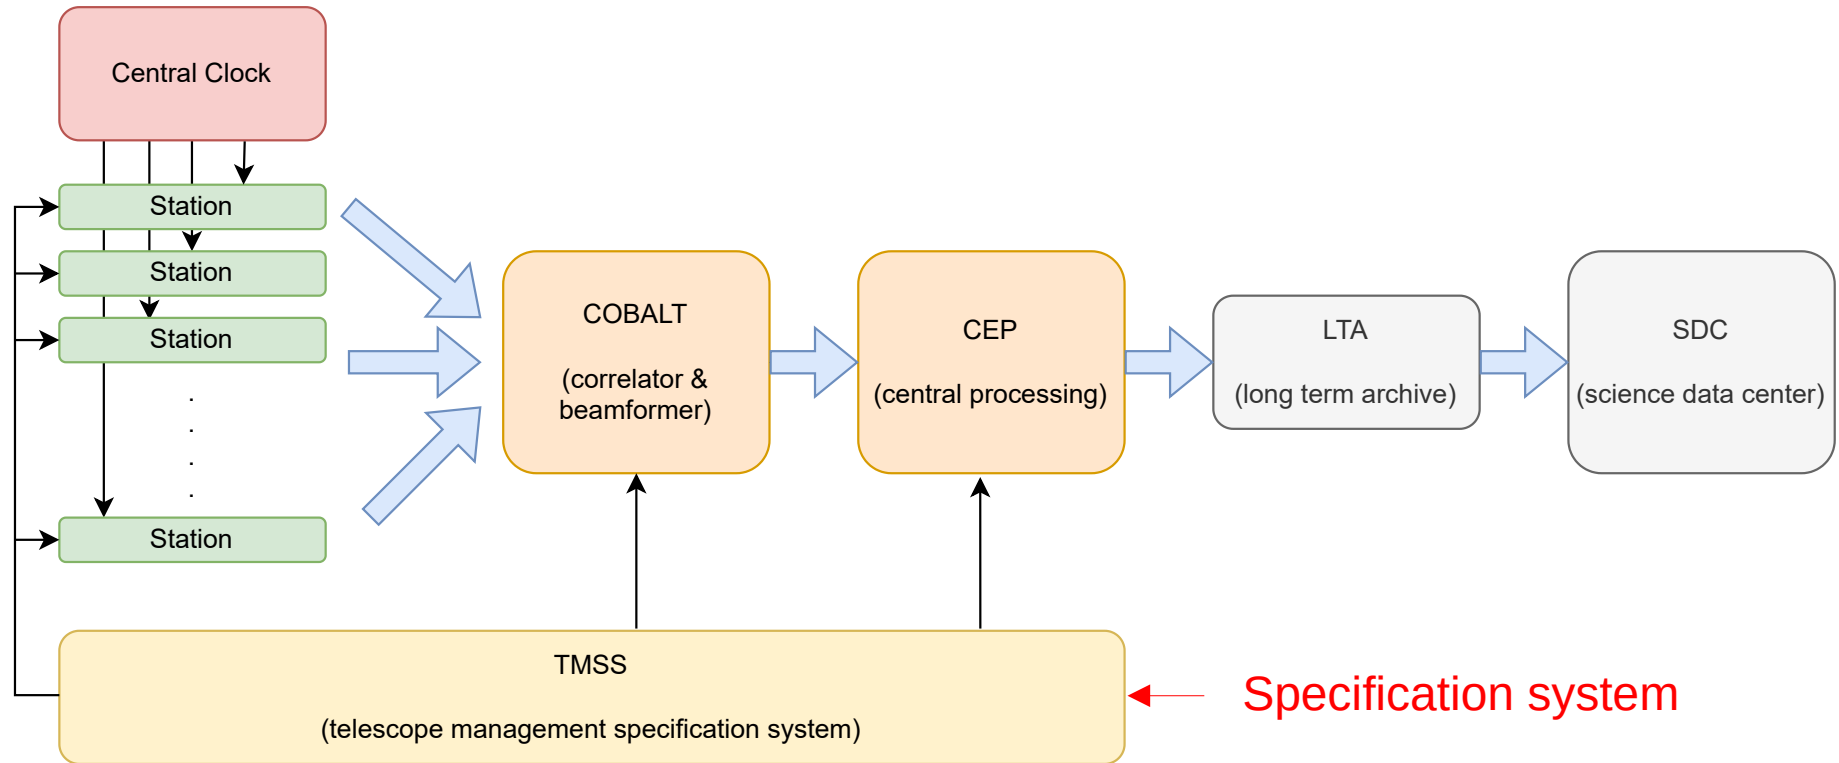 Central Clock
Station
Station
Station
.
.
.
.
Station
COBALT
(correlator &
beamformer)
CEP
(central processing)
LTA
(long term archive)
SDC
(science data center)
TMSS
(telescope management specification system)
Specification system